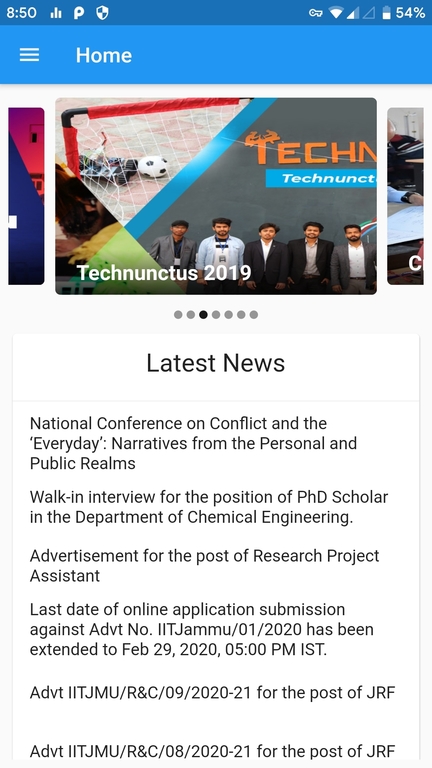 8:50
54%
Home
TECHN
Technunct
Technunctus 2019
C
Latest News
National Conference on Conflict and the
‘Everyday’: Narratives from the Personal and
Public Realms
Walk-in interview for the position of PhD Scholar
in the Department of Chemical Engineering.
Advertisement for the post of Research Project
Assistant
Last date of online application submission
against Advt No. IITJammu/01/2020 has been
extended to Feb 29, 2020, 05:00 PM IST.
Advt IITJMU/R&C/09/2020-21 for the post of JRF
Advt IITJMU/R&C/08/2020-21 for the post of JRF